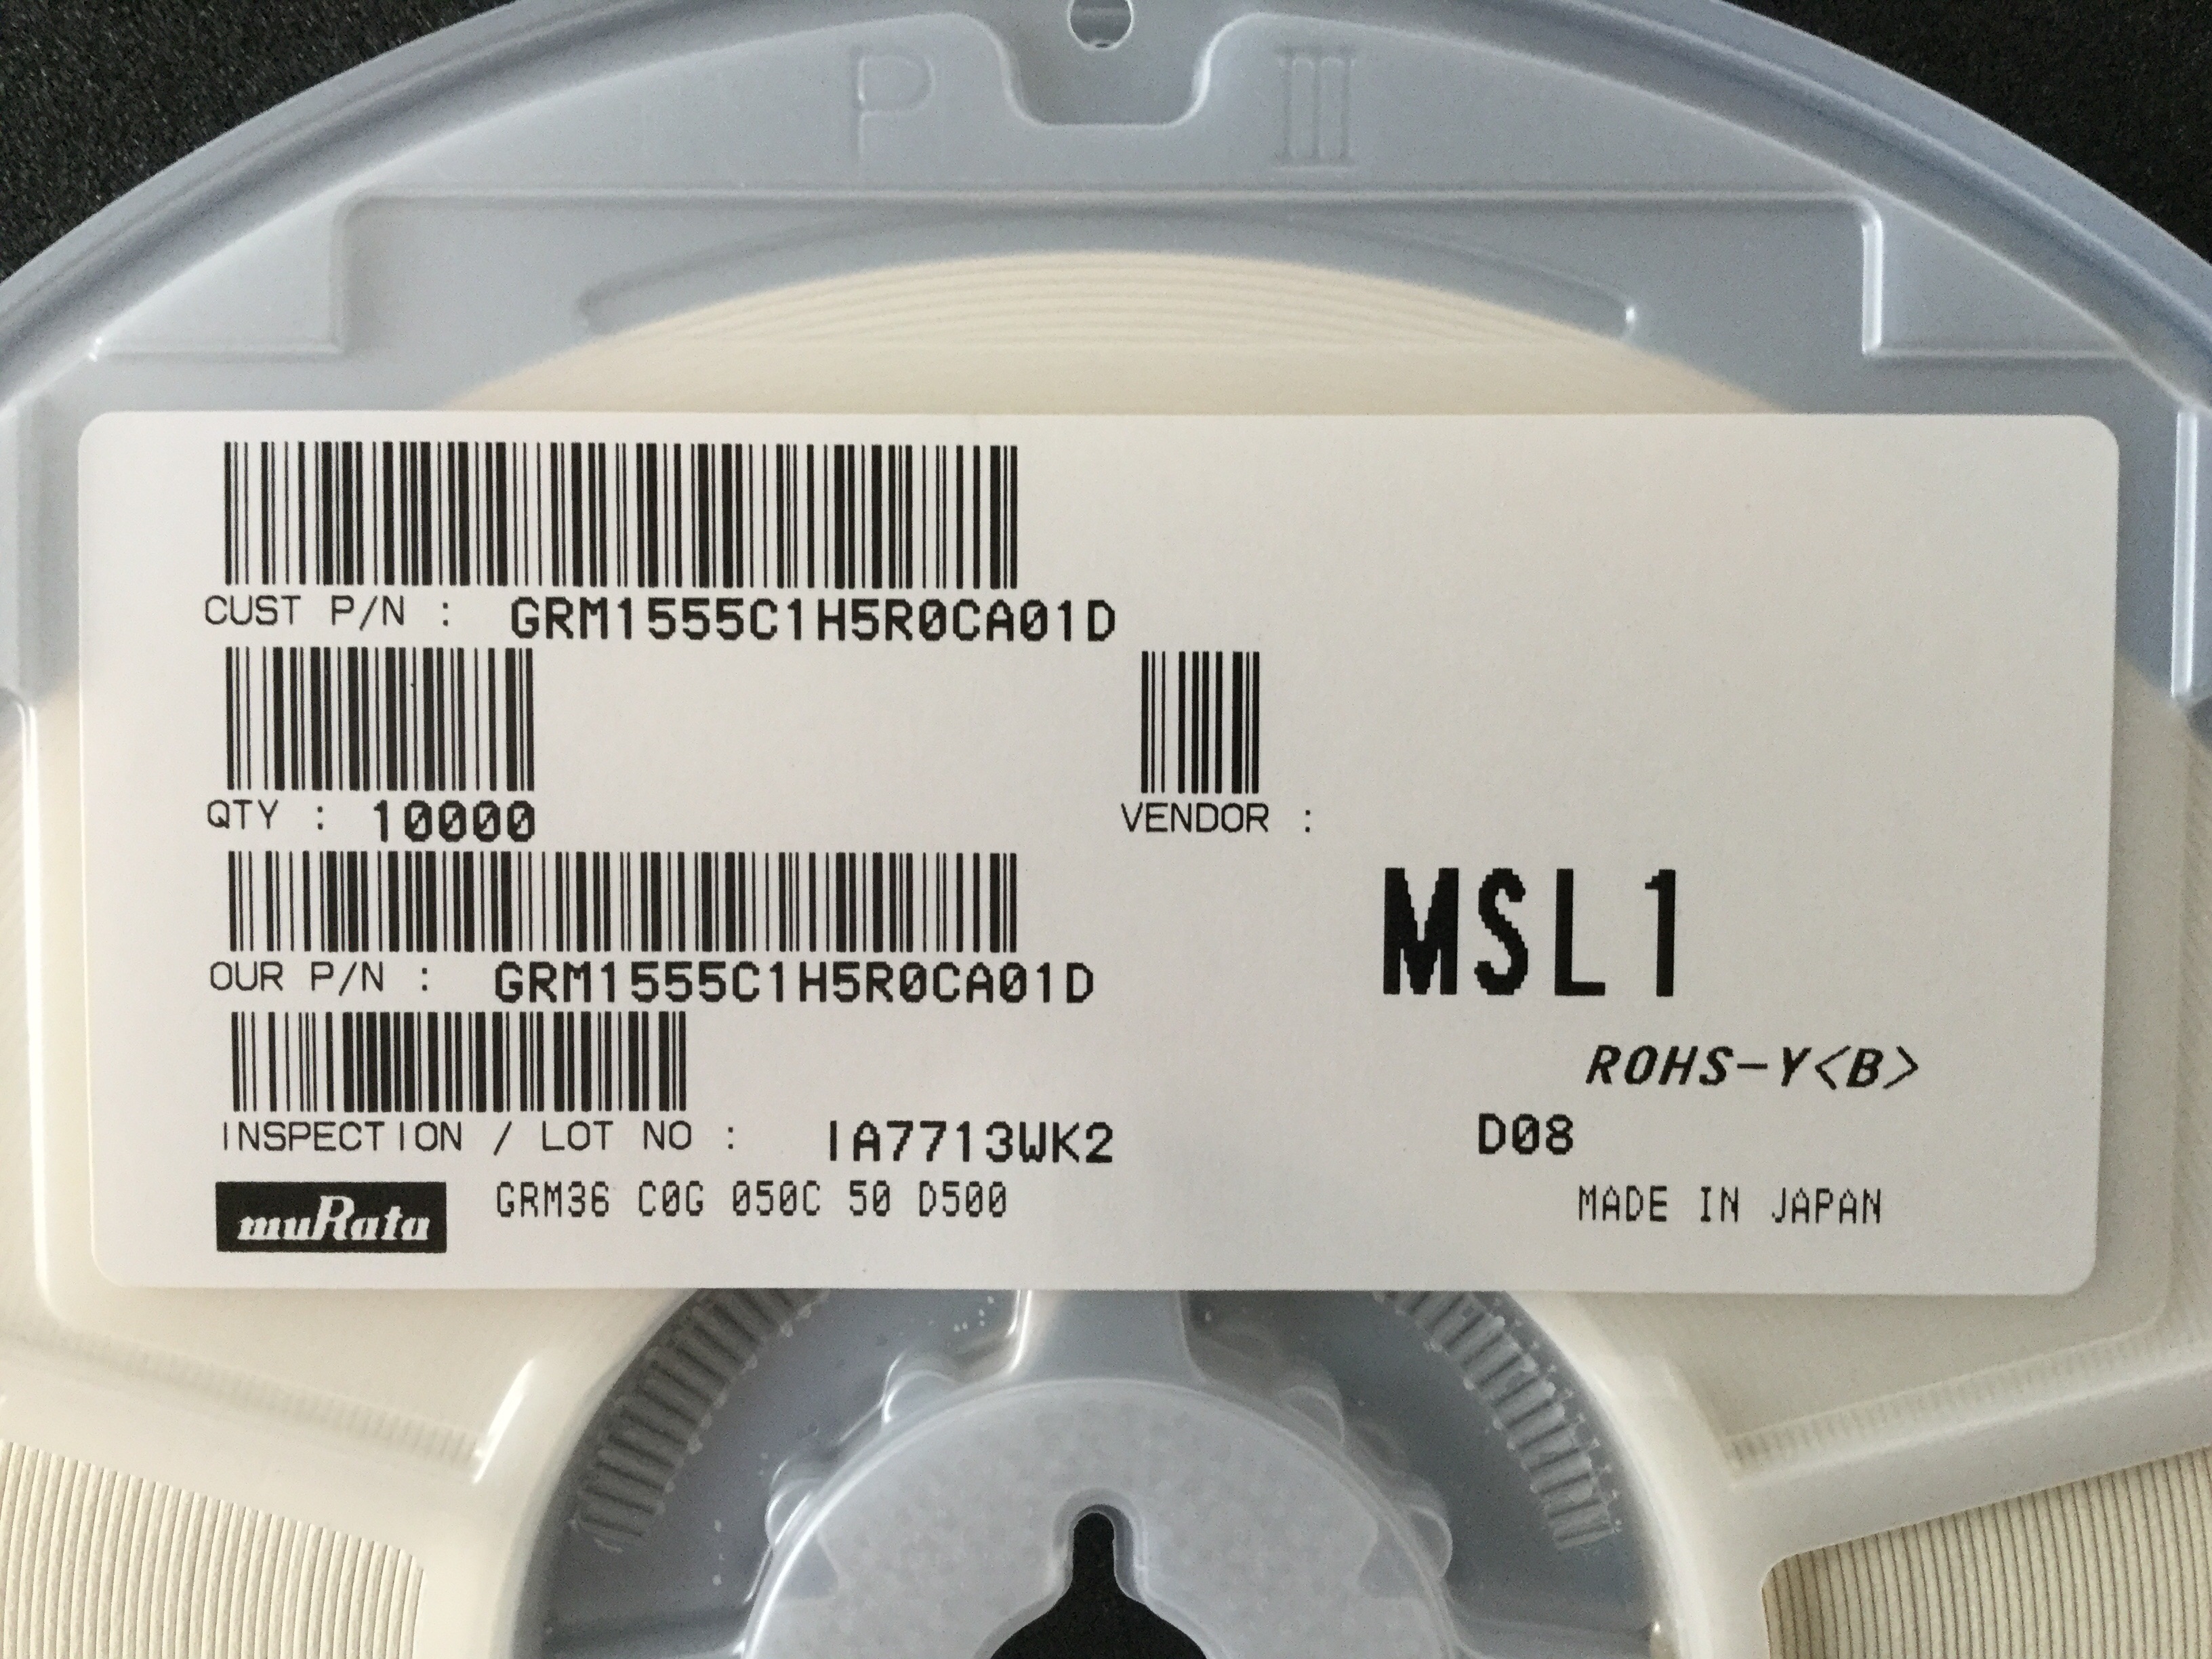 P III
CUST P/N : GRM1555C1H5R0CA01D
QTY : 10000
VENDOR :
OUR P/N : GRM1555C1H5R0CA01D
MSL1
ROHS-Y<B>
INSPECTION / LOT NO : IA7713WK2
D08
muRata GRM36 C0G 050C 50 D500
MADE IN JAPAN